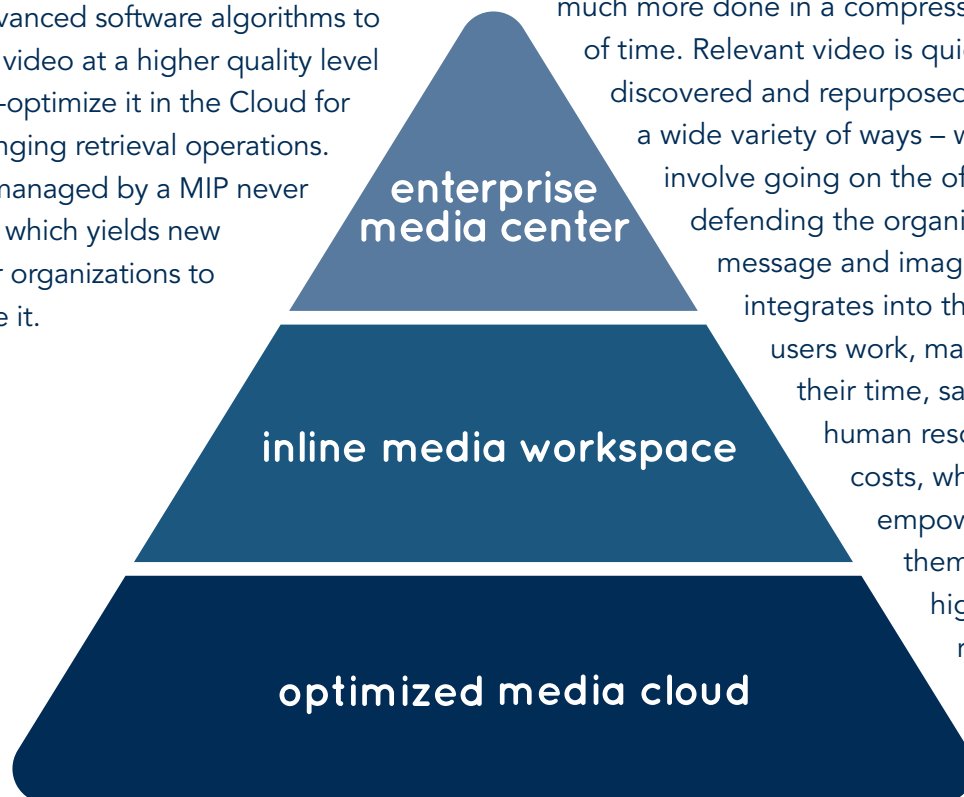 vanced software algorithms to
video at a higher quality level
-optimize it in the Cloud for
nging retrieval operations.
managed by a MIP never
which yields new
r organizations to
e it.
enterprise
media center
inline media workspace
optimized media cloud
much more done in a compress
of time. Relevant video is qui
discovered and repurposed
a wide variety of ways – w
involve going on the of
defending the organi
message and imag
integrates into th
users work, ma
their time, sa
human reso
costs, wh
empow
them
hig
r